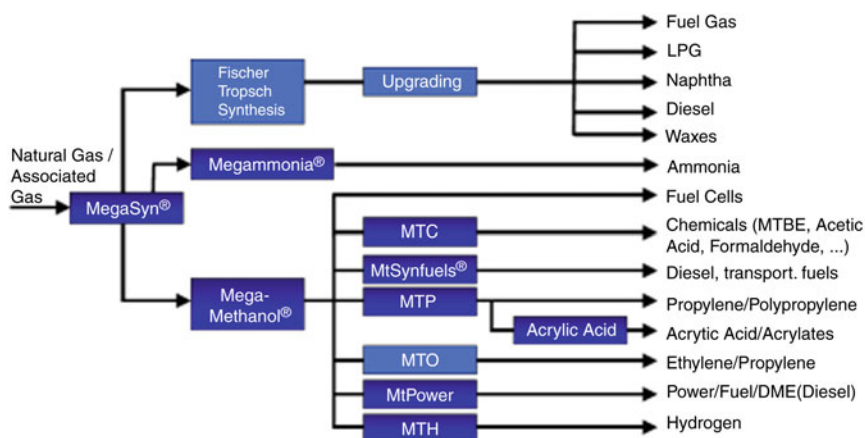 Fuel Gas
LPG
Fischer
Tropsch
Synthesis
Upgrading
Naphtha
Diesel
Waxes
Natural Gas /
Associated
Gas
Megammonia®
Ammonia
MegaSyn®
Fuel Cells
MTC
Chemicals (MTBE, Acetic
Acid, Formaldehyde, ...)
MtSynfuels®
Diesel, transport. fuels
Mega-
Methanol®
MTP
Propylene/Polypropylene
Acrylic Acid
Acrytic Acid/Acrylates
MTO
Ethylene/Propylene
MtPower
Power/Fuel/DME(Diesel)
MTH
Hydrogen